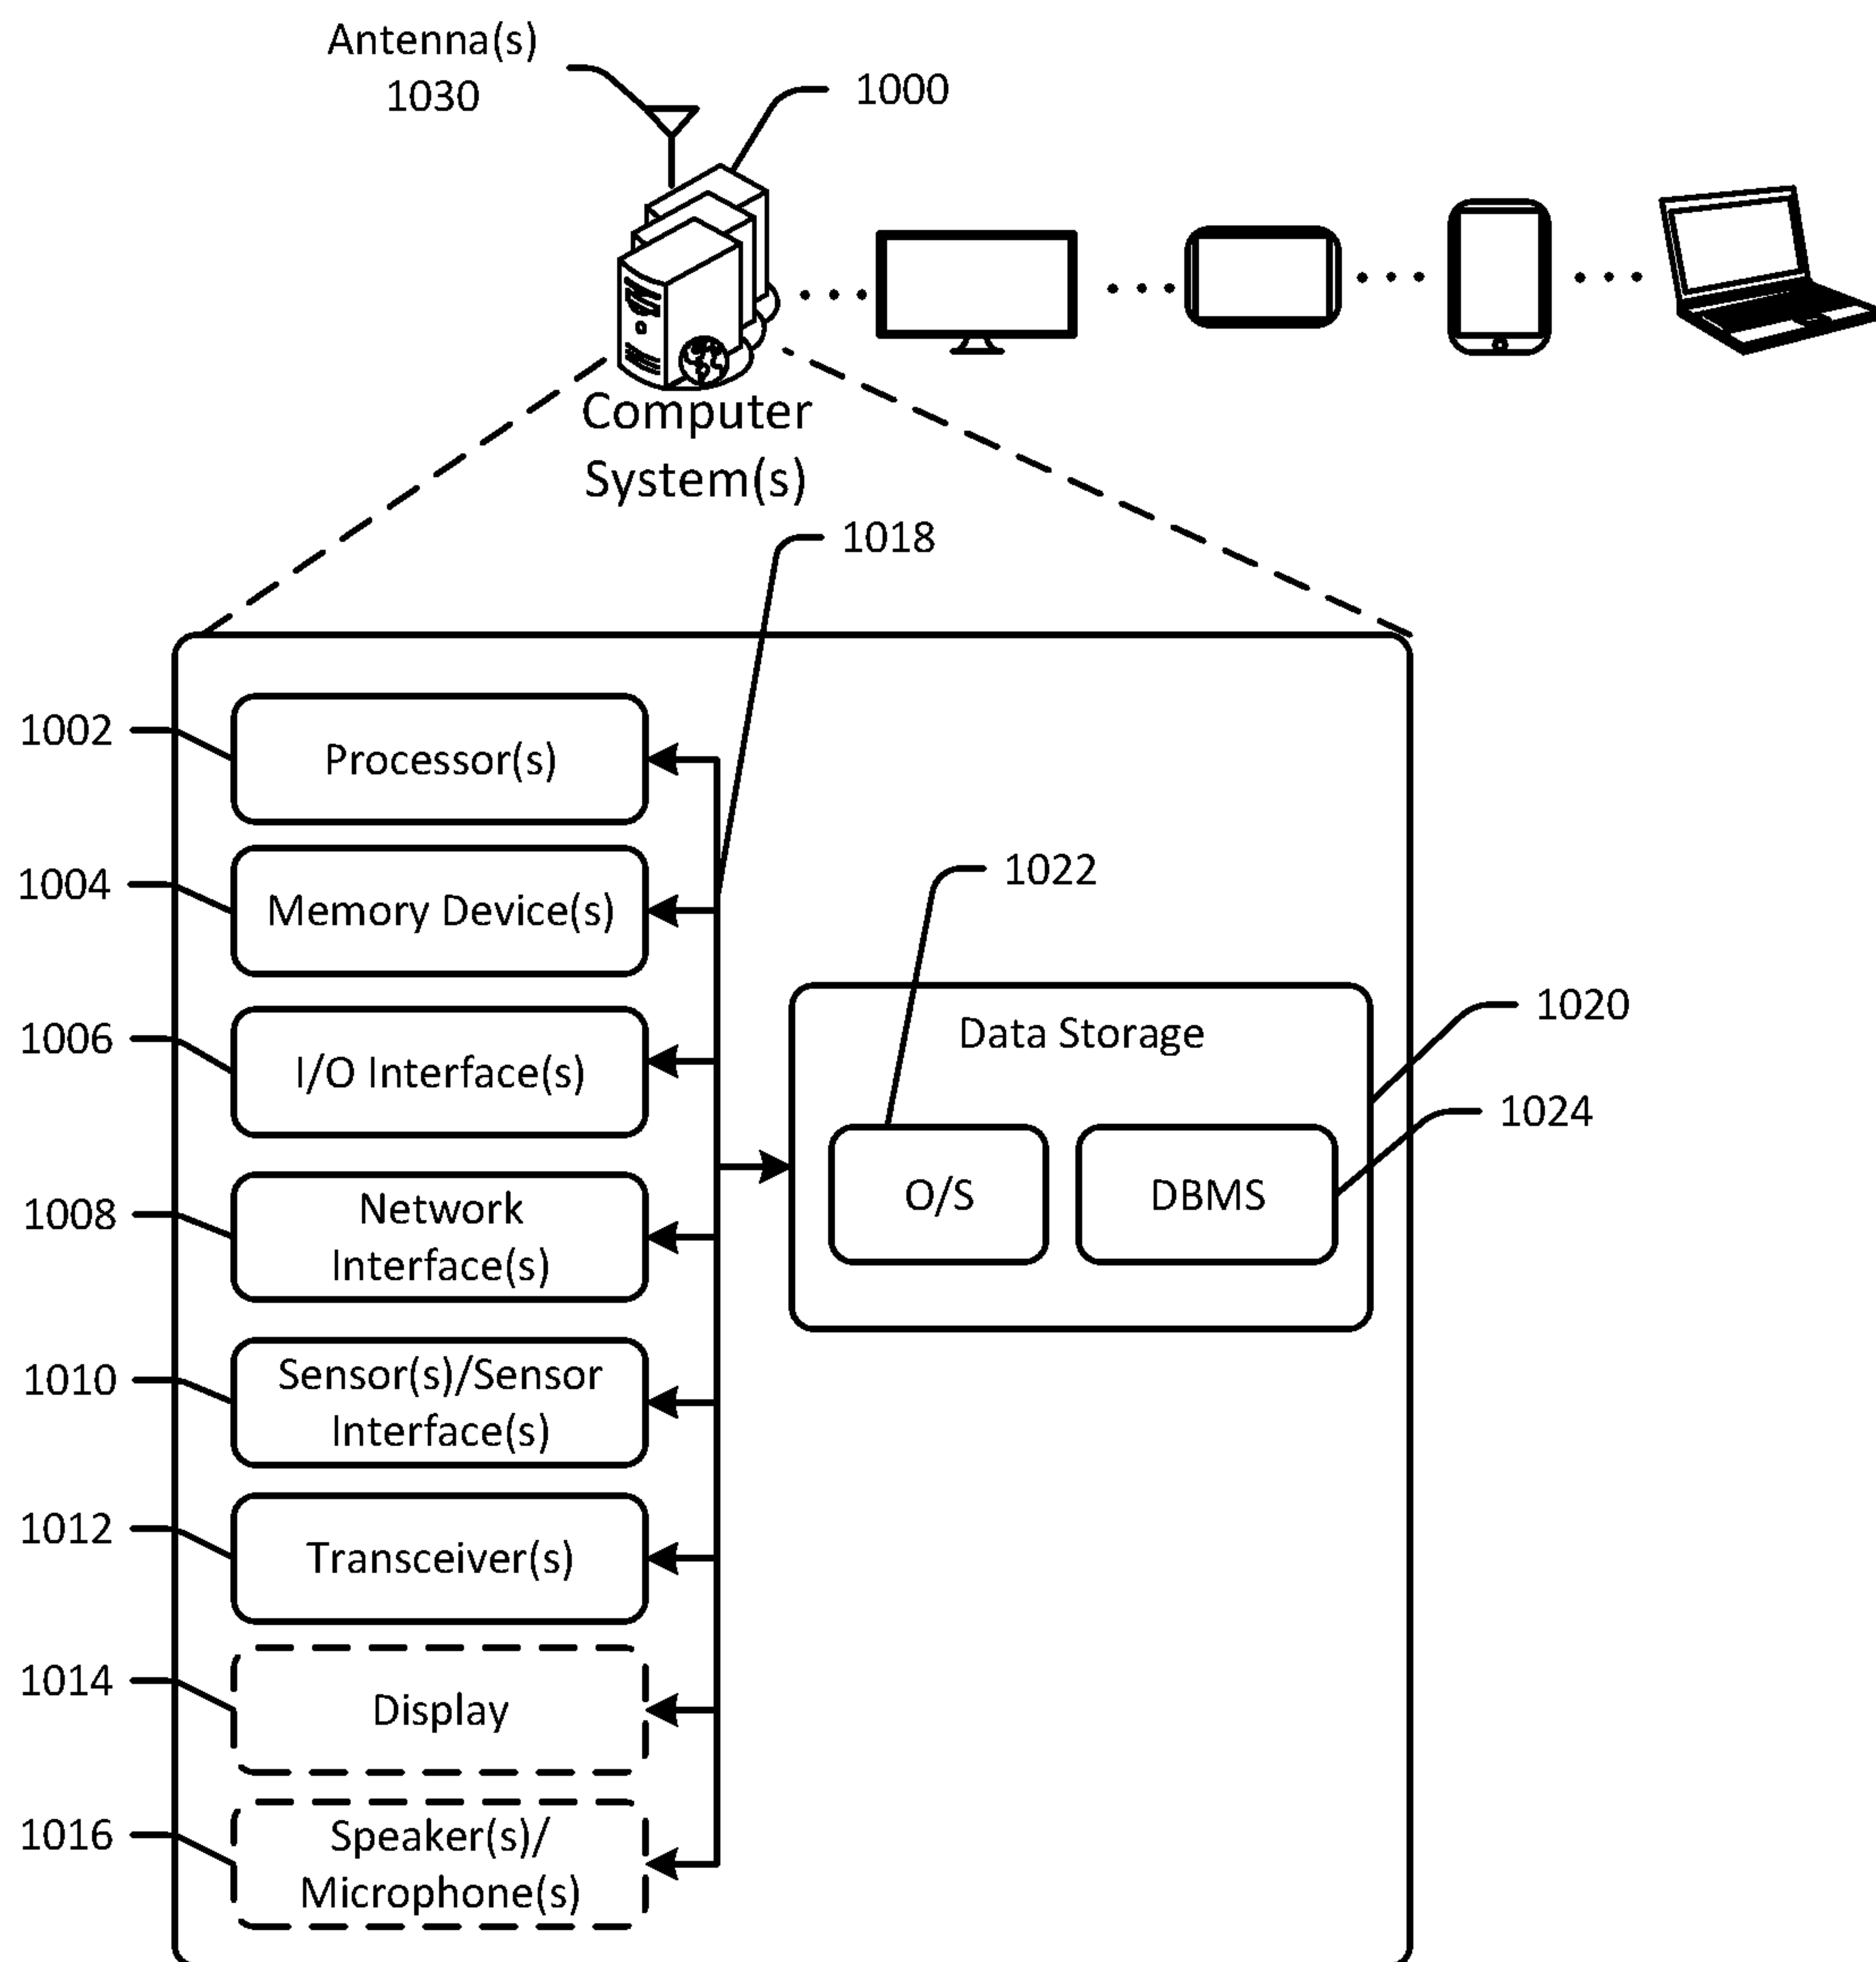 Antenna(s)
1030
1000
Computer
System(s)
1018
1002
Processor(s)
1004
Memory Device(s)
1022
1006
I/O Interface(s)
Data Storage
1020
1024
O/S
DBMS
1008
Network
Interface(s)
1010
Sensor(s)/Sensor
Interface(s)
1012
Transceiver(s)
1014
Display
1016
Speaker(s)/
Microphone(s)